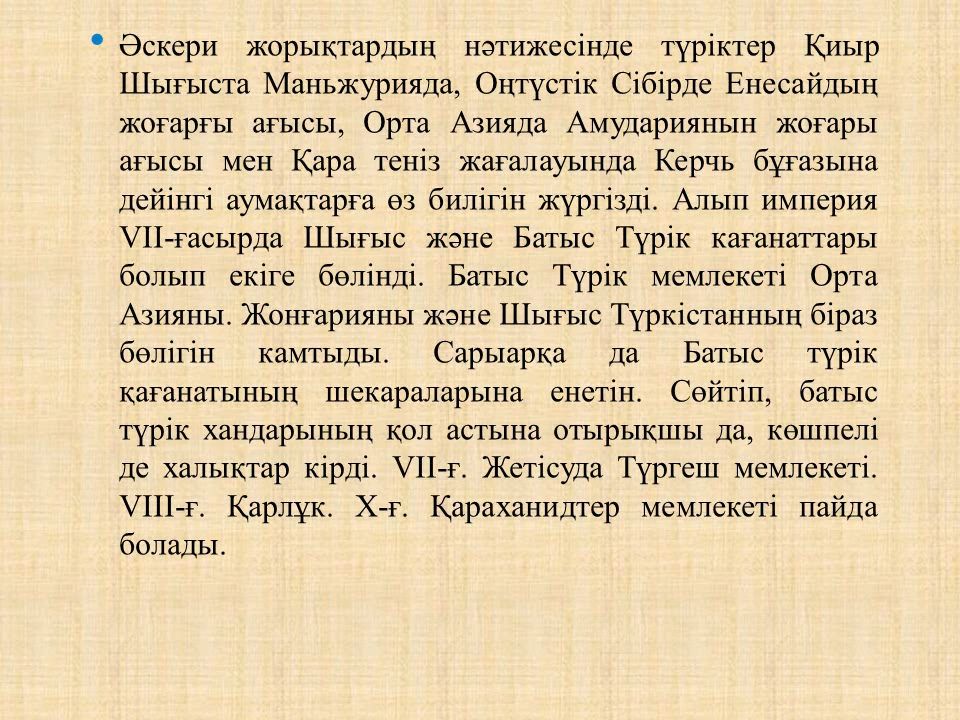 • Әскери жорықтардың нәтижесінде түріктер Қиыр
Шығыста Маньжурияда, Оңтүстік Сібірде Енесайдың
жоғарғы ағысы, Орта Азияда Амудариянын жоғары
ағысы мен Қара теніз жағалауында Керчь бұғазына
дейінгі аумақтарға өз билігін жүргізді. Алып империя
VII-ғасырда Шығыс және Батыс Түрік кағанаттары
болып екіге бөлінді. Батыс Түрік мемлекеті Орта
Азияны. Жонғарияны және Шығыс Түркістанның біраз
бөлігін камтыды. Сарыарқа да Батыс түрік
қағанатының шекараларына енетін. Сөйтіп, батыс
түрік хандарының қол астына отырықшы да, көшпелі
де халықтар кірді. VII-ғ. Жетісуда Түргеш мемлекеті.
VIII-ғ. Қарлұк. X-ғ. Қараханидтер мемлекеті пайда
болады.